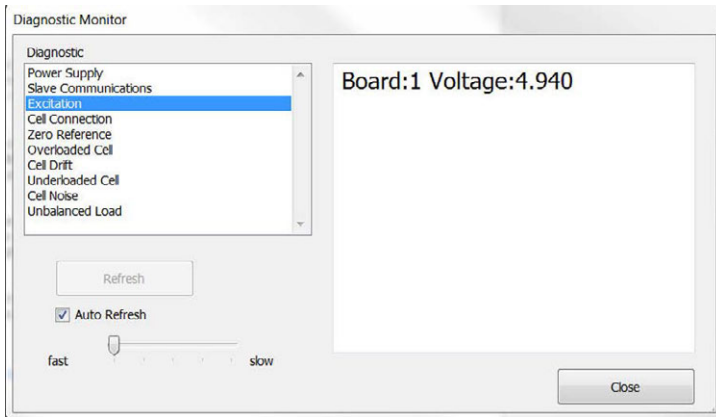 Diagnostic Monitor
Diagnostic
Power Supply
Slave Communications
Excitation
Cell Connection
Zero Reference
Overloaded Cell
Cell Drift
Underloaded Cell
Cell Noise
Unbalanced Load
Board:1 Voltage:4.940
Refresh
Auto Refresh
fast slow
Close